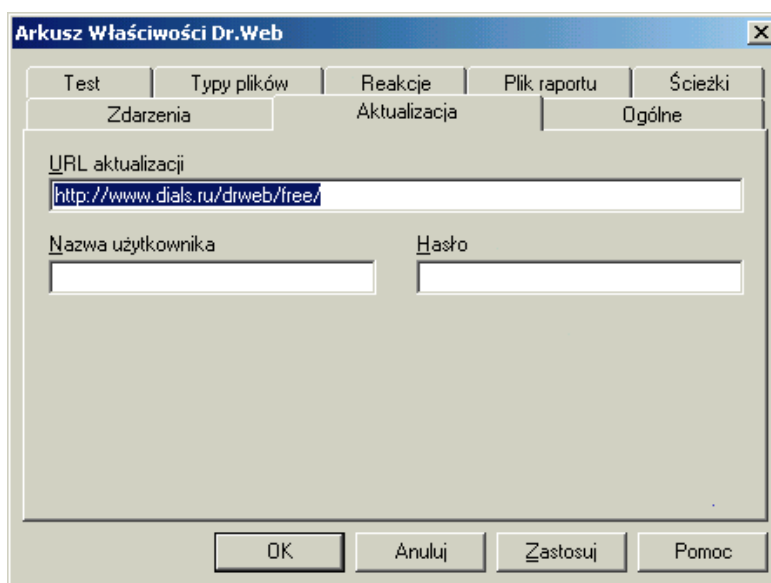 Arkusz Właściwości Dr.Web
Test Typy plików Reakcje Plik raportu Ścieżki
Zdarzenia Aktualizacja Ogólne
URL aktualizacji
http://www.dials.ru/drweb/free/
Nazwa użytkownika Hasło
OK Anuluj Zastosuj Pomoc